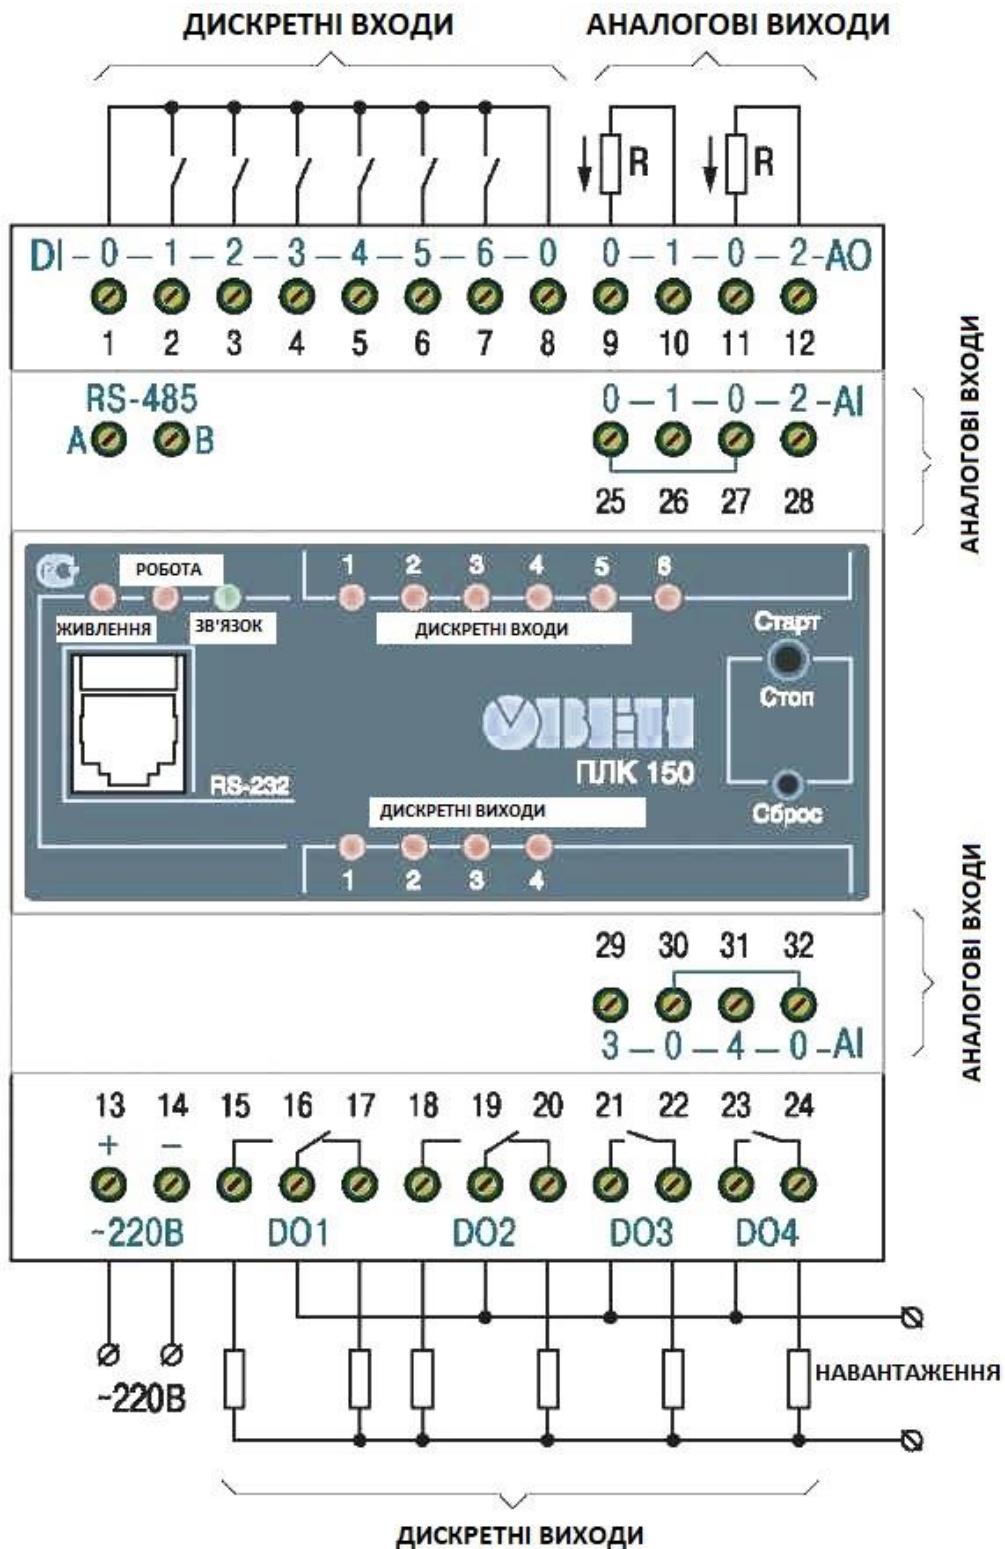 ДИСКРЕТНІ ВХОДИ
АНАЛОГОВІ ВИХОДИ
R R
DI - 0 - 1 - 2 - 3 - 4 - 5 - 6 - 0
0 - 1 - 0 - 2 - AO
1 2 3 4 5 6 7 8 9 10 11 12
RS-485
A B
0 - 1 - 0 - 2 - AI
25 26 27 28
АНАЛОГОВІ ВХОДИ
РОБОТА
ЖИВЛЕННЯ
ЗВ'ЯЗОК
1 2 3 4 5 6
ДИСКРЕТНІ ВХОДИ
Старт
Стоп
ОВЕН
ПЛК 150
RS-232
Сброс
ДИСКРЕТНІ ВИХОДИ
1 2 3 4
29 30 31 32
3 - 0 - 4 - 0 - AI
АНАЛОГОВІ ВХОДИ
13 14 15 16 17 18 19 20 21 22 23 24
+ -
~220В DO1 DO2 DO3 DO4
~220В
НАВАНТАЖЕННЯ
ДИСКРЕТНІ ВИХОДИ